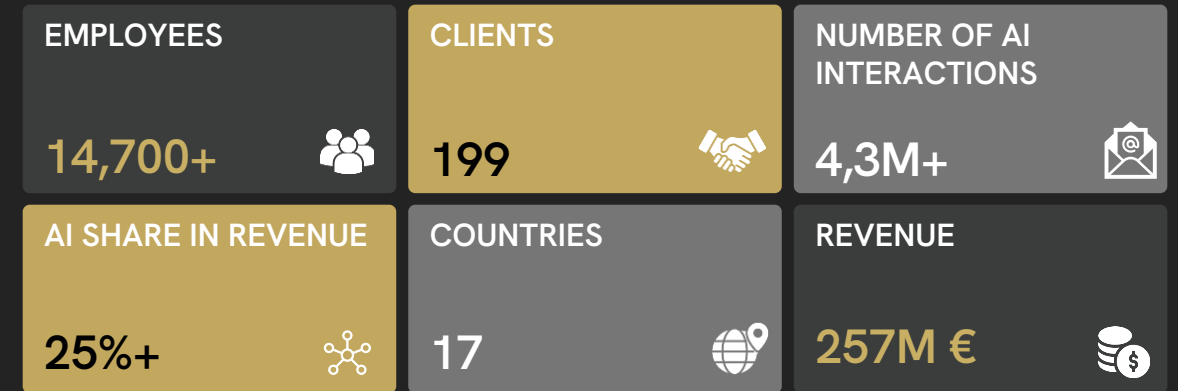 EMPLOYEES
14,700+
CLIENTS
199
NUMBER OF AI
INTERACTIONS
4,3M+
@
AI SHARE IN REVENUE
25%+
COUNTRIES
17
REVENUE
257M €
$